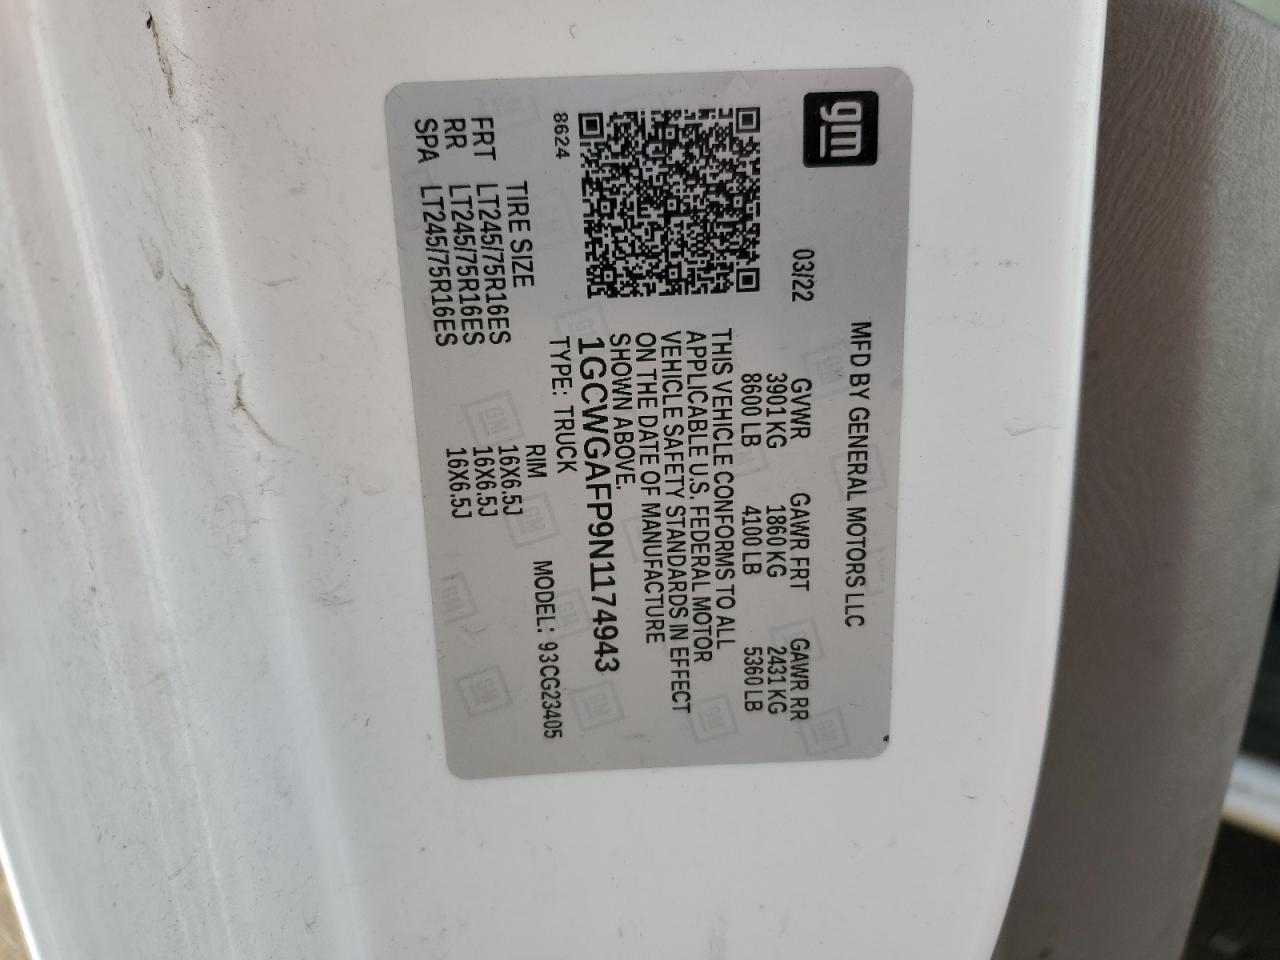 gm
MFD BY GENERAL MOTORS LLC
03/22
GVWR GAWR FRT GAWR RR
3901 KG 1860 KG 2431 KG
8600 LB 4100 LB 5360 LB
THIS VEHICLE CONFORMS TO ALL
APPLICABLE U.S. FEDERAL MOTOR
VEHICLE SAFETY STANDARDS IN EFFECT
ON THE DATE OF MANUFACTURE
SHOWN ABOVE.
1GCWGAFP9N1174943
8624
TYPE: TRUCK
MODEL: 93CG23405
TIRE SIZE RIM
FRT LT245/75R16ES 16X6.5J
RR LT245/75R16ES 16X6.5J
SPA LT245/75R16ES 16X6.5J